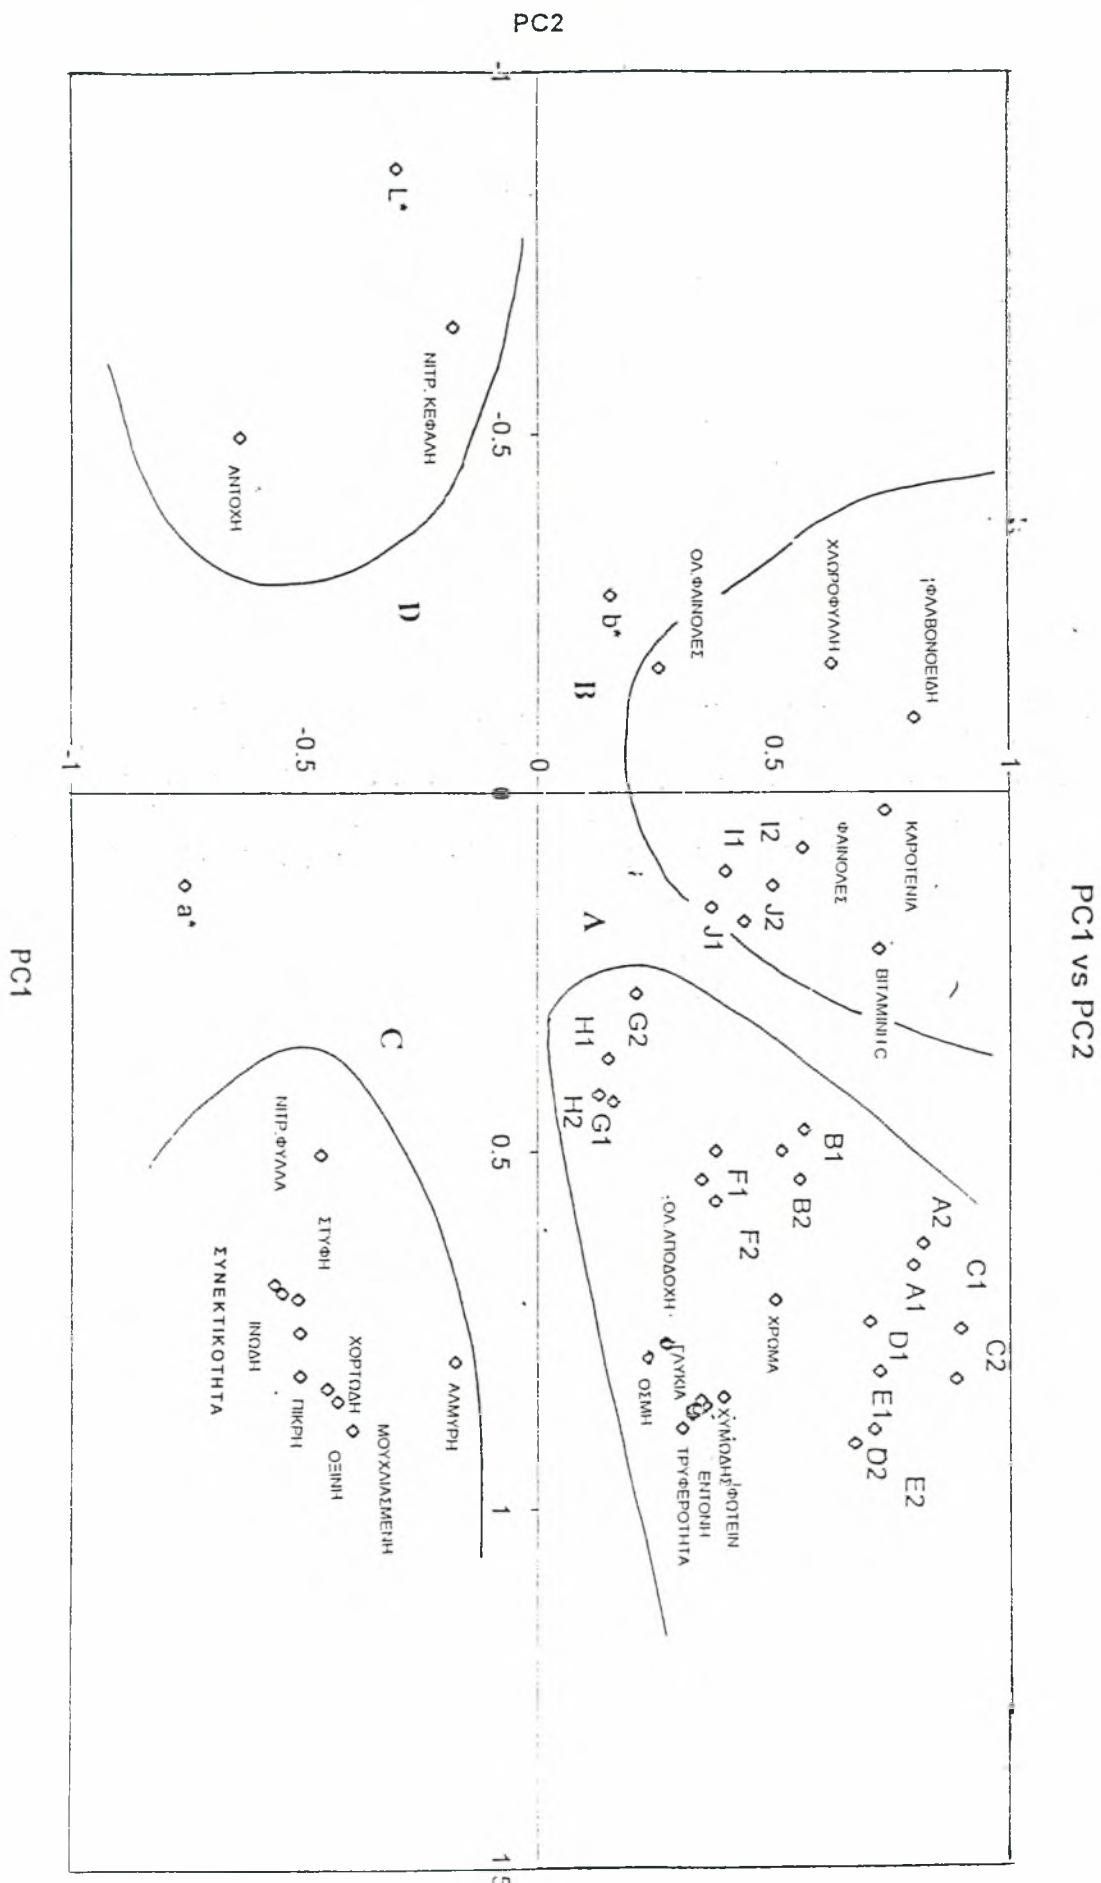 PC1 vs PC2
PC2
PC1
-1
-0.5
0
0.5
1
1
0.5
0
-0.5
-1
ΦΛΑΒΟΝΟΕΙΔΗ
ΧΛΩΡΟΦΥΛΛΗ
ΟΛ.ΦΑΙΝΟΛΕΣ
b*
B
ΚΑΡΟΤΕΝΙΑ
ΦΑΙΝΟΛΕΣ
ΒΙΤΑΜΙΝΗ C
I2
I1
J2
J1
A
L*
ΝΙΤΡ. ΚΕΦΑΛΗ
ΑΝΤΟΧΗ
D
G2
H1
G1
H2
B1
B2
F1
F2
A2
A1
C1
C2
D1
E1
D2
E2
ΟΛ.ΑΠΟΔΟΧΗ
ΧΡΩΜΑ
ΓΛΥΚΙΑ
ΟΣΜΗ
ΧΥΜΩΔΗΣ
ΦΩΤΕΙΝ
ΕΝΤΟΝΗ
ΤΡΥΦΕΡΟΤΗΤΑ
a*
C
ΝΙΤΡ.ΦΥΛΛΑ
ΣΤΥΦΗ
ΣΥΝΕΚΤΙΚΟΤΗΤΑ
ΙΝΩΔΗ
ΠΙΚΡΗ
ΧΟΡΤΩΔΗ
ΟΞΙΝΗ
ΜΟΥΧΛΙΑΣΜΕΝΗ
ΑΛΜΥΡΗ